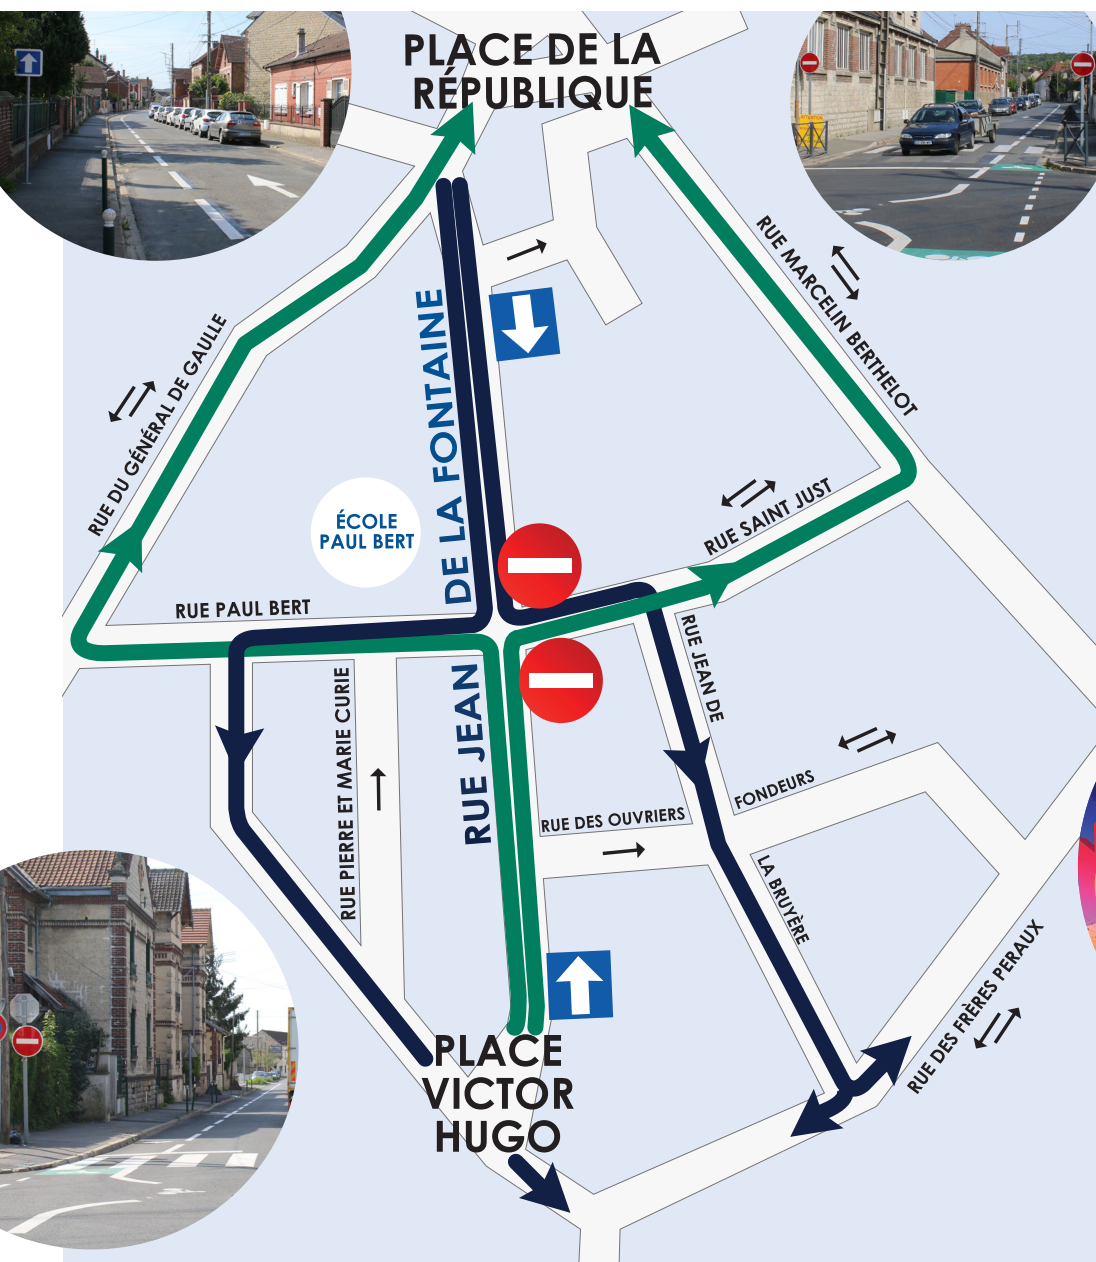 PLACE DE LA
RÉPUBLIQUE
RUE MARCELIN BERTHELOT
RUE DU GÉNÉRAL DE GAULLE
DE LA FONTAINE
ÉCOLE
PAUL BERT
RUE SAINT JUST
RUE PAUL BERT
RUE JEAN
RUE PIERRE ET MARIE CURIE
RUE JEAN DE
LA BRUYÈRE
FONDEURS
RUE DES OUVRIERS
RUE DES FRÈRES PERAUX
PLACE
VICTOR
HUGO